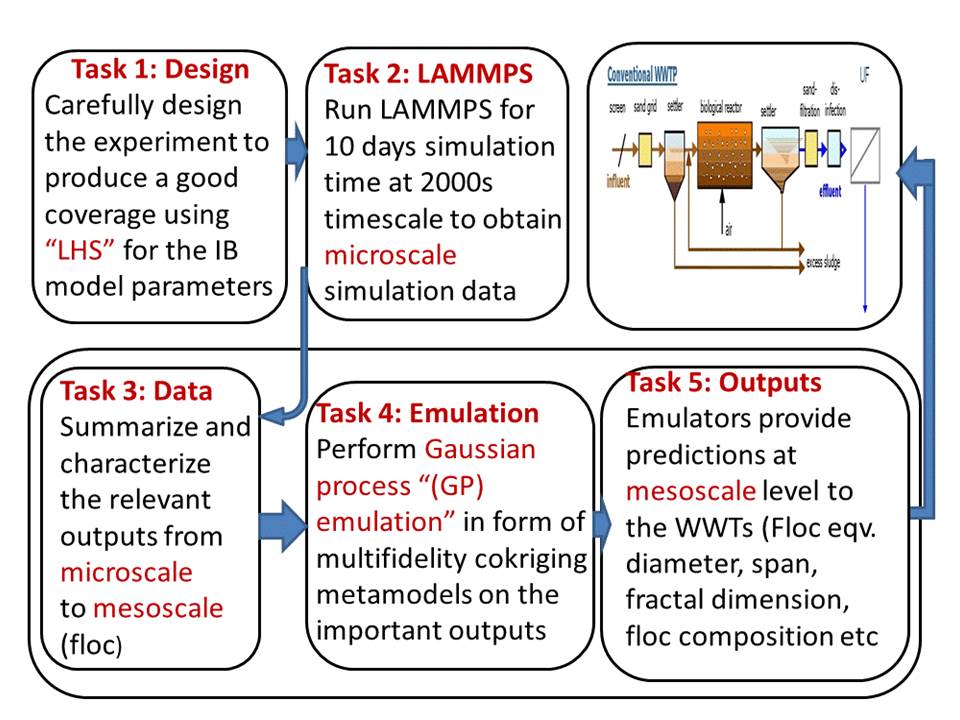 Task 1: Design
Carefully design
the experiment to
produce a good
coverage using
“LHS” for the IB
model parameters
Task 2: LAMMPS
Run LAMMPS for
10 days simulation
time at 2000s
timescale to obtain
microscale
simulation data
Conventional WWTP
UF
screen
sand grid
settler
biological reactor
settler
sand-
filtration
dis-
infection
influent
effluent
air
excess sludge
Task 3: Data
Summarize and
characterize
the relevant
outputs from
microscale
to mesoscale
(floc)
Task 4: Emulation
Perform Gaussian
process “(GP)
emulation” in form of
multifidelity cokriging
metamodels on the
important outputs
Task 5: Outputs
Emulators provide
predictions at
mesoscale level to
the WWTs (Floc eqv.
diameter, span,
fractal dimension,
floc composition etc